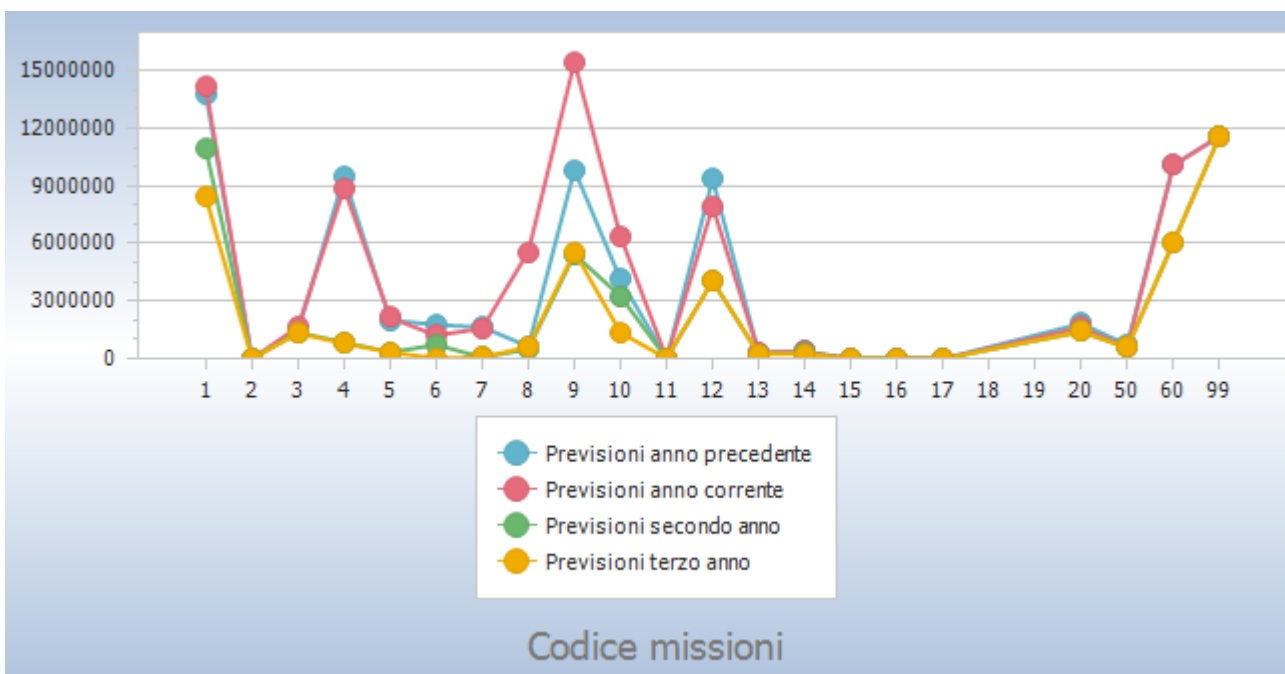 15000000
12000000
9000000
6000000
3000000
0
1 2 3 4 5 6 7 8 9 10 11 12 13 14 15 16 17 18 19 20 50 60 99
Previsioni anno precedente
Previsioni anno corrente
Previsioni secondo anno
Previsioni terzo anno
Codice missioni